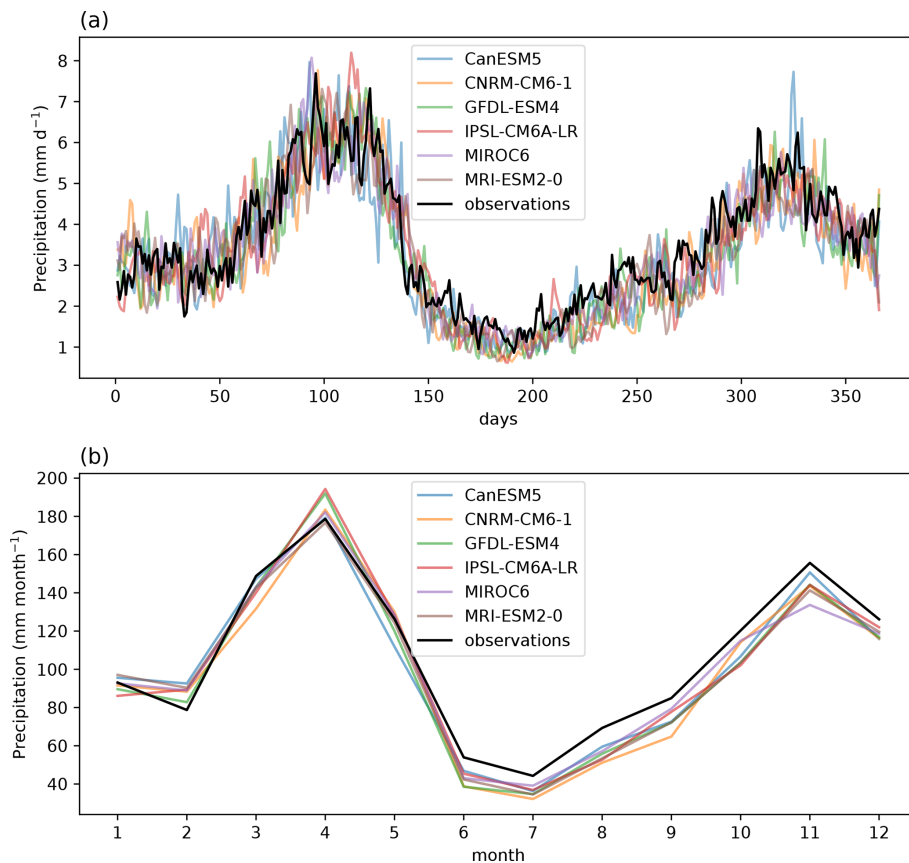 (a)
Precipitation (mm d⁻¹)
8
7
6
5
4
3
2
1
CanESM5
CNRM-CM6-1
GFDL-ESM4
IPSL-CM6A-LR
MIROC6
MRI-ESM2-0
observations
0 50 100 150 200 250 300 350
days
(b)
Precipitation (mm month⁻¹)
200
180
160
140
120
100
80
60
40
CanESM5
CNRM-CM6-1
GFDL-ESM4
IPSL-CM6A-LR
MIROC6
MRI-ESM2-0
observations
1 2 3 4 5 6 7 8 9 10 11 12
month